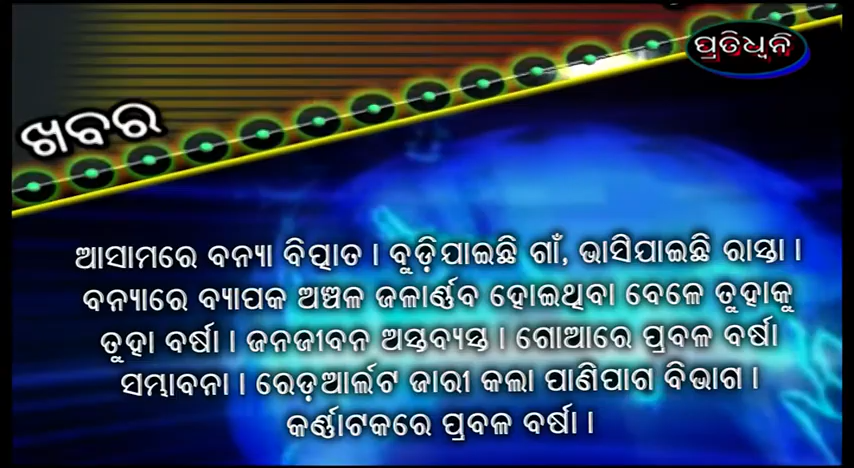 ପ୍ରତିଧ୍ୱନି
ଖବର
ଆସାମରେ ବନ୍ୟା ବିତ୍ପାତ । ବୁଡ଼ିଯାଇଛି ଗାଁ, ଭାସିଯାଇଛି ରାସ୍ତା ।
ବନ୍ୟାରେ ବ୍ୟାପକ ଅଞ୍ଚଳ ଜଳାର୍ଣ୍ଣବ ହୋଇଥିବା ବେଳେ ତୁହାକୁ
ତୁହା ବର୍ଷା । ଜନଜୀବନ ଅସ୍ତବ୍ୟସ୍ତ । ଗୋଆରେ ପ୍ରବଳ ବର୍ଷା
ସମ୍ଭାବନା । ରେଡ଼ଆର୍ଲଟ ଜାରୀ କଲା ପାଣିପାଗ ବିଭାଗ ।
କର୍ଣ୍ଣାଟକରେ ପ୍ରବଳ ବର୍ଷା ।